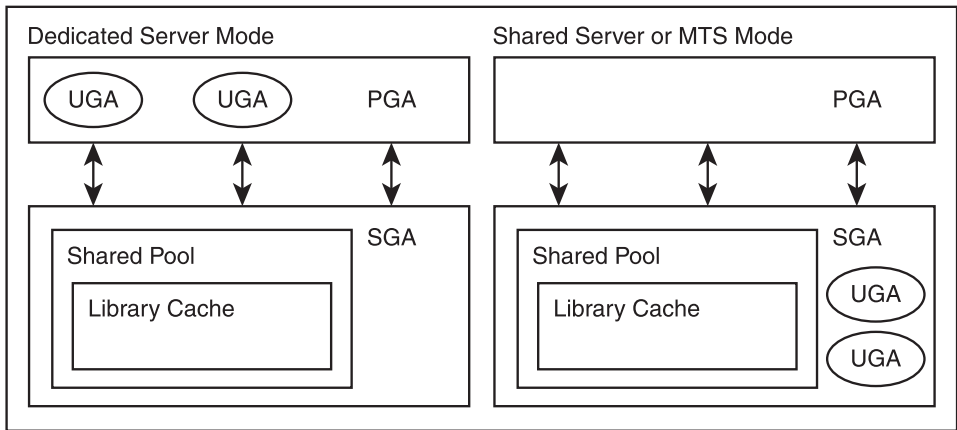 Dedicated Server Mode
UGA
UGA
PGA
SGA
Shared Pool
Library Cache
Shared Server or MTS Mode
PGA
SGA
Shared Pool
Library Cache
UGA
UGA